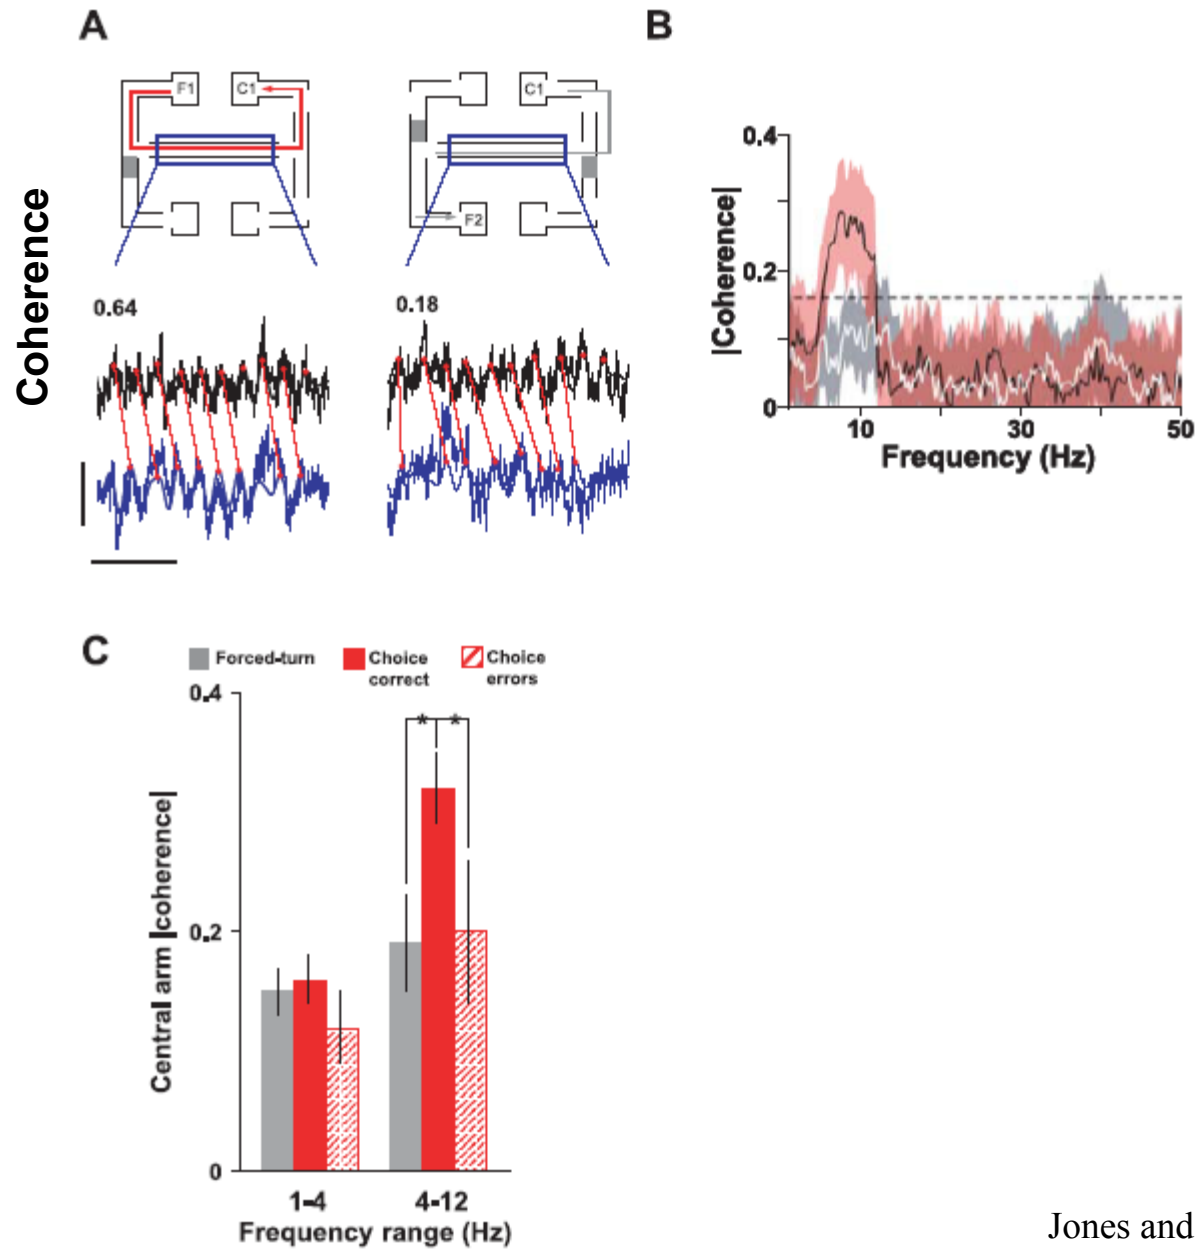 A
B
F1
C1
C1
F2
Coherence
0.64
0.18
0.4
0.2
0
|Coherence|
10
30
50
Frequency (Hz)
C
Forced-turn
Choice
correct
Choice
errors
0.4
* *
0.2
0
Central arm |coherence|
1-4
4-12
Frequency range (Hz)
Jones and